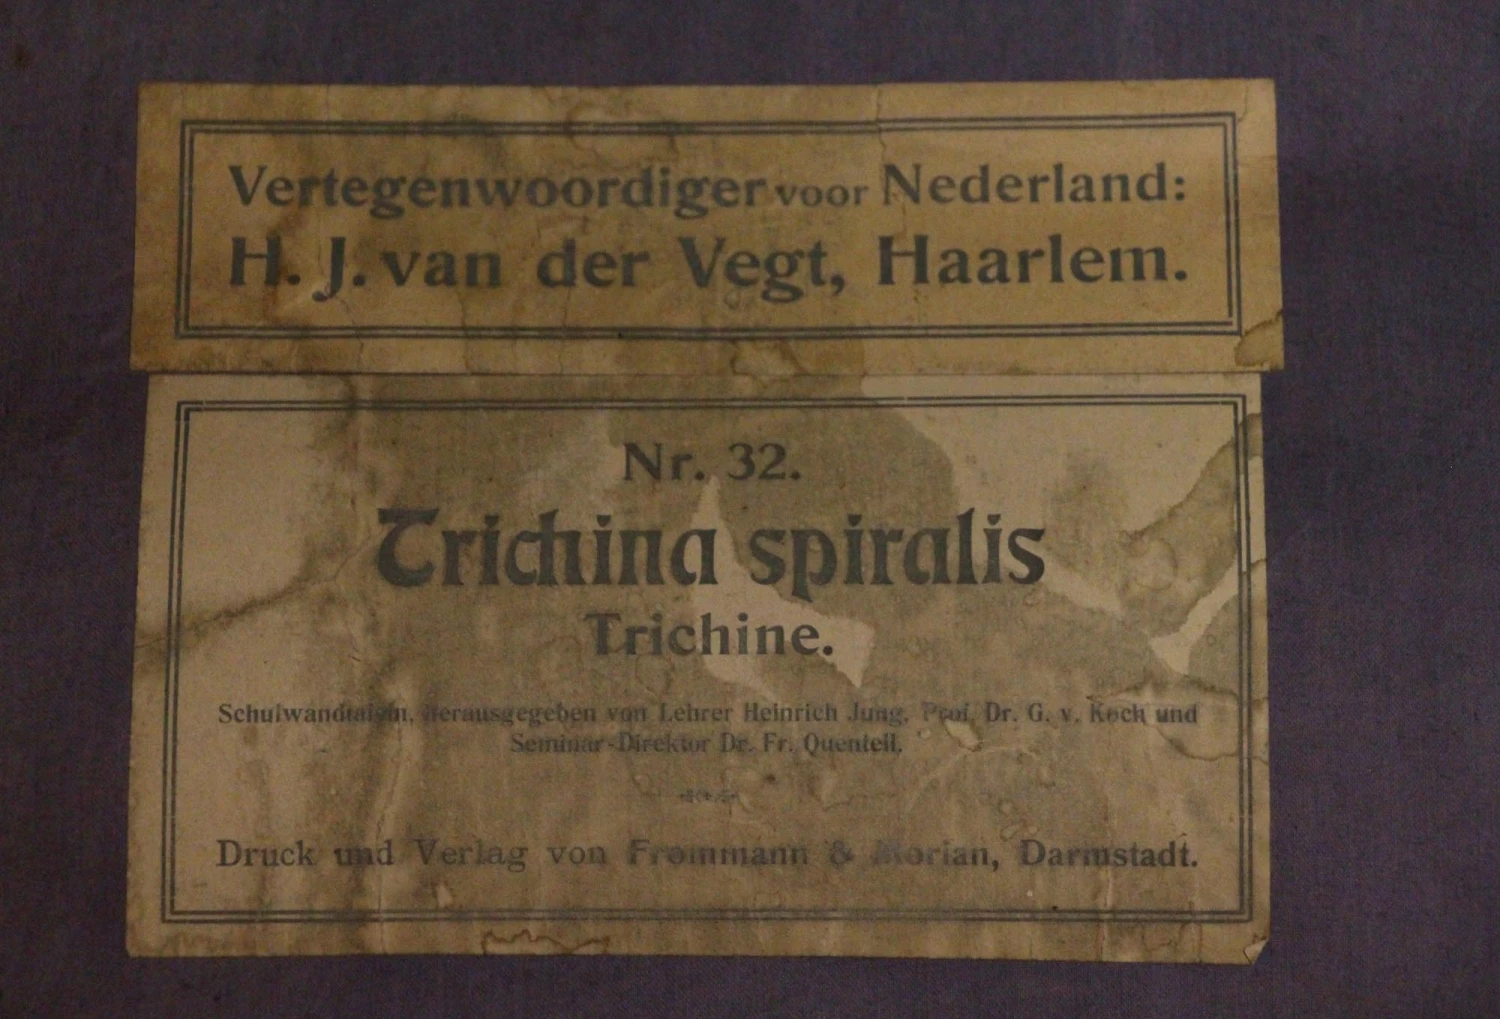 Vertegenwoordiger voor Nederland:
H. J. van der Vegt, Haarlem.
Nr. 32.
Trichina spiralis
Trichine.
Schulwandtafeln, herausgegeben von Lehrer Heinrich Jung, Prof. Dr. G. v. Koch und
Seminar-Direktor Dr. Fr. Quentell.
Druck und Verlag von Frommann & Morian, Darmstadt.